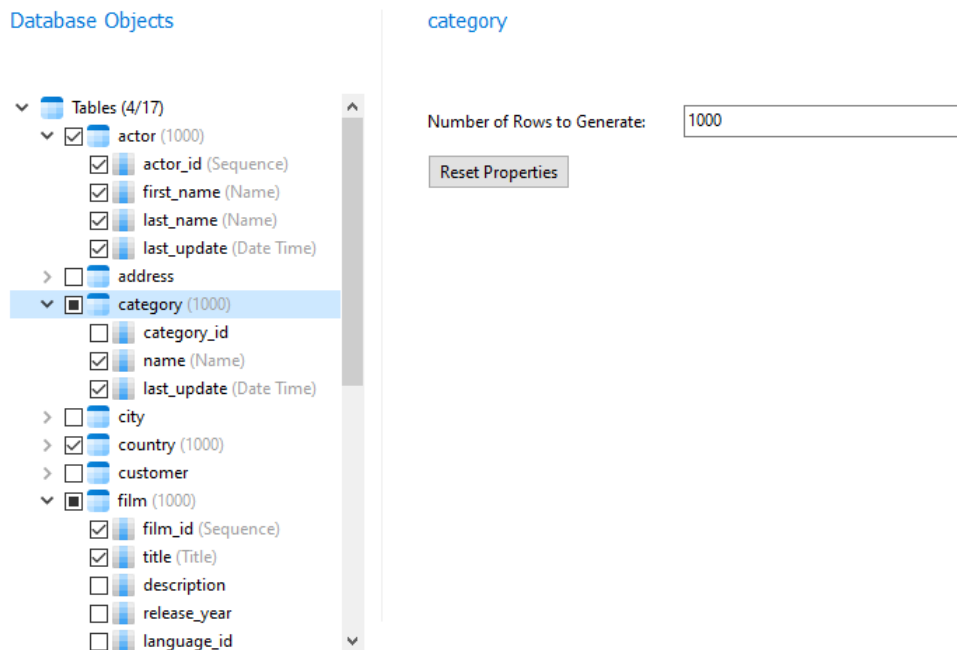 Database Objects
category
Tables (4/17)
actor (1000)
actor_id (Sequence)
first_name (Name)
last_name (Name)
last_update (Date Time)
address
category (1000)
category_id
name (Name)
last_update (Date Time)
city
country (1000)
customer
film (1000)
film_id (Sequence)
title (Title)
description
release_year
language_id
Number of Rows to Generate: 1000
Reset Properties